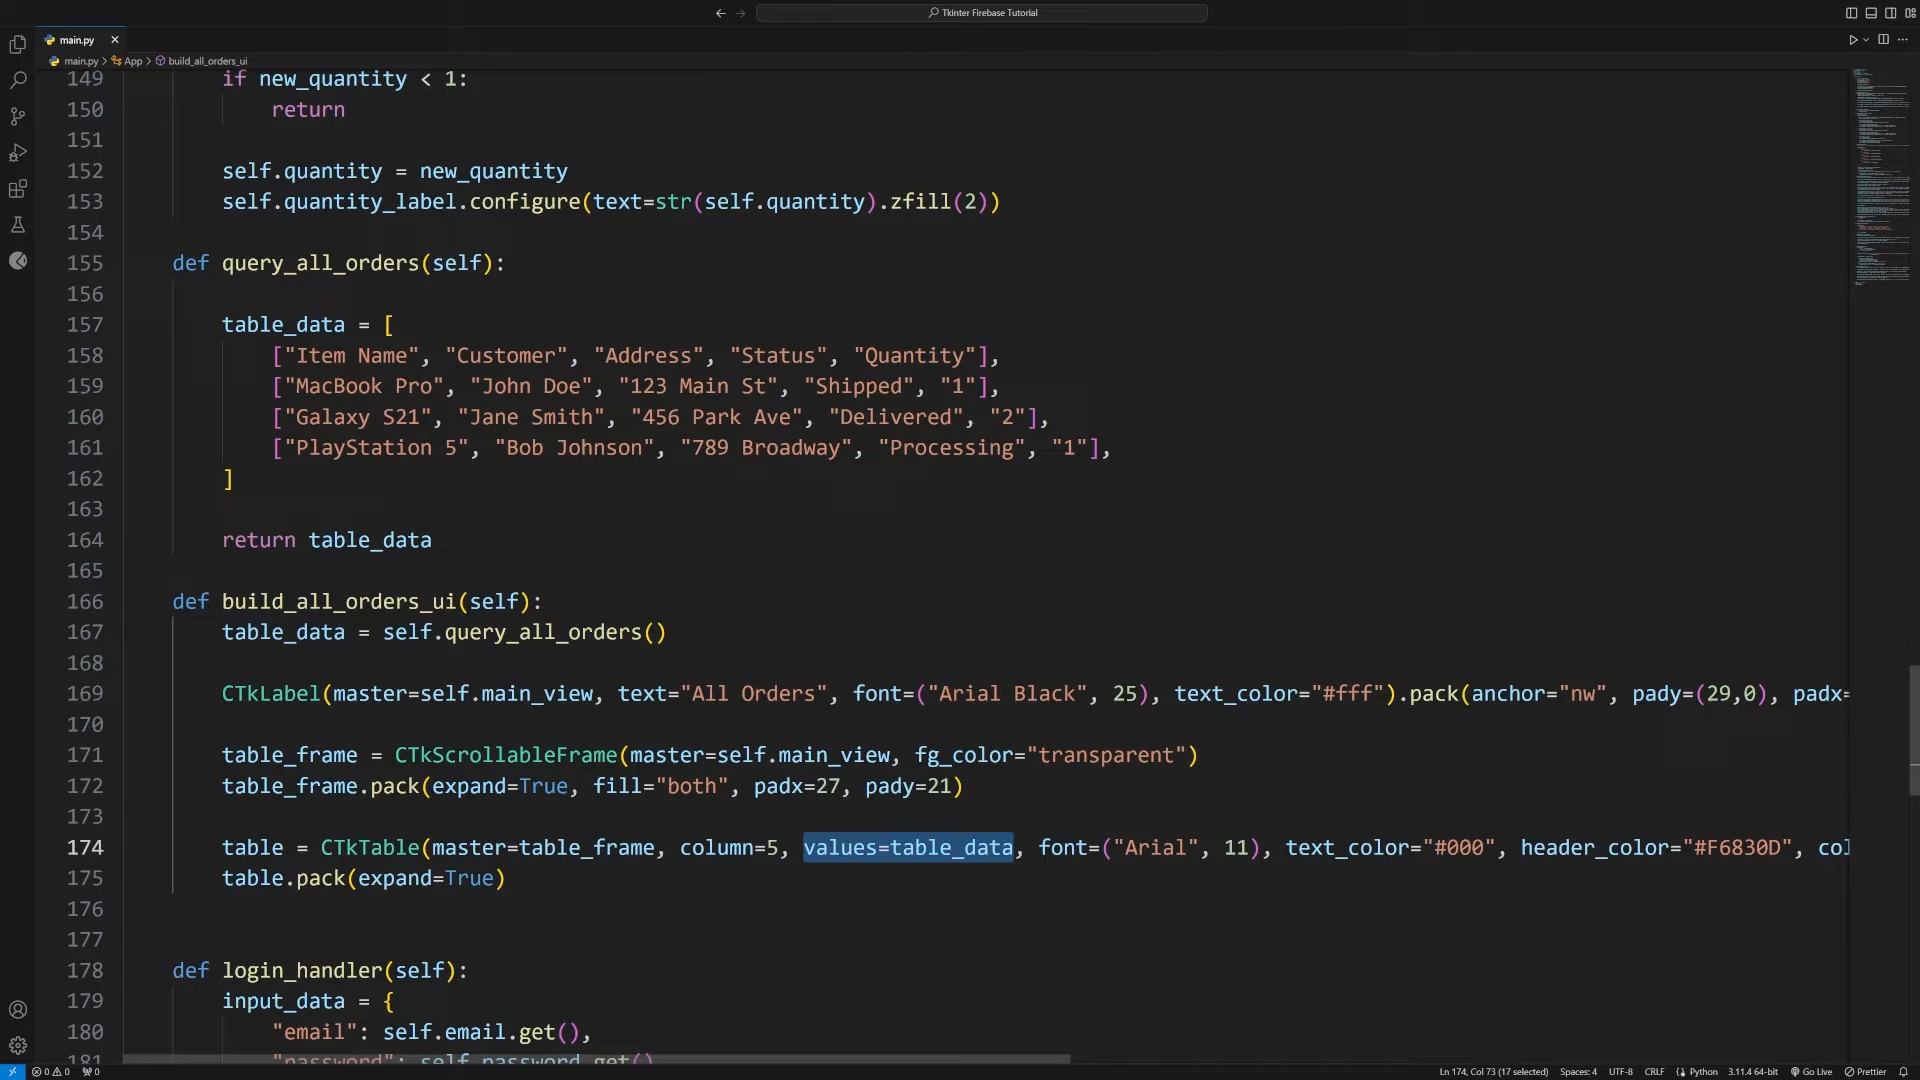 Tkinter Firebase Tutorial
main.py
main.py > App > build_all_orders_ui
149 if new_quantity < 1:
150 return
151
152 self.quantity = new_quantity
153 self.quantity_label.configure(text=str(self.quantity).zfill(2))
154
155 def query_all_orders(self):
156
157 table_data = [
158 ["Item Name", "Customer", "Address", "Status", "Quantity"],
159 ["MacBook Pro", "John Doe", "123 Main St", "Shipped", "1"],
160 ["Galaxy S21", "Jane Smith", "456 Park Ave", "Delivered", "2"],
161 ["PlayStation 5", "Bob Johnson", "789 Broadway", "Processing", "1"],
162 ]
163
164 return table_data
165
166 def build_all_orders_ui(self):
167 table_data = self.query_all_orders()
168
169 CTkLabel(master=self.main_view, text="All Orders", font=("Arial Black", 25), text_color="#fff").pack(anchor="nw", pady=(29,0), padx=
170
171 table_frame = CTkScrollableFrame(master=self.main_view, fg_color="transparent")
172 table_frame.pack(expand=True, fill="both", padx=27, pady=21)
173
174 table = CTkTable(master=table_frame, column=5, values=table_data, font=("Arial", 11), text_color="#000", header_color="#F6830D", col
175 table.pack(expand=True)
176
177
178 def login_handler(self):
179 input_data = {
180 "email": self.email.get(),
181 "password": self.password.get()
0 0 0 Ln 174, Col 73 (17 selected) Spaces: 4 UTF-8 CRLF Python 3.11.4 64-bit Go Live Prettier